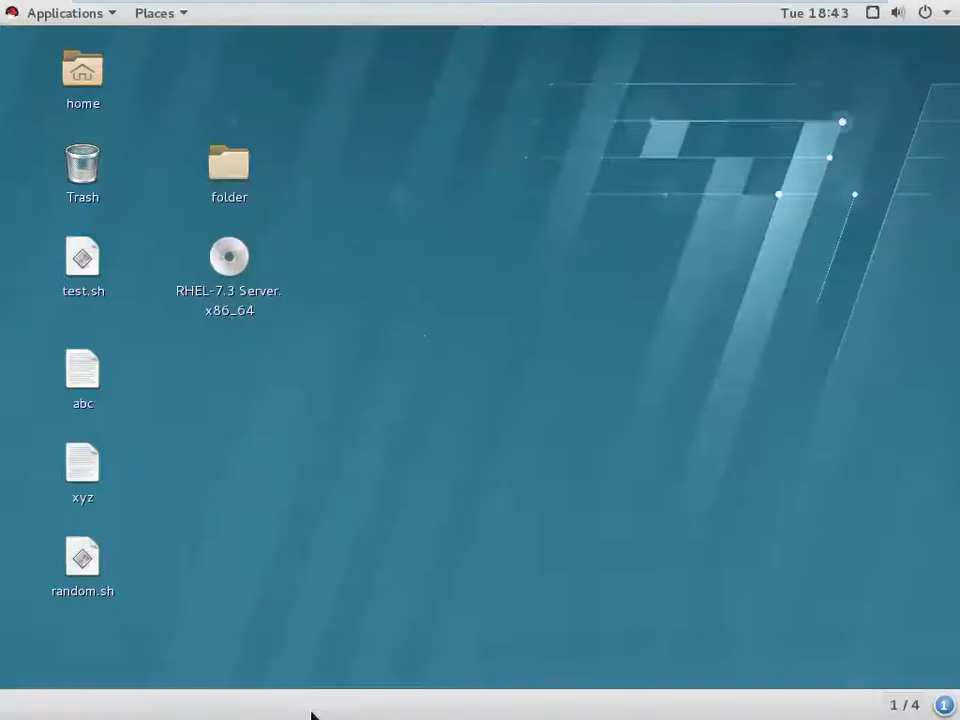 Applications Places Tue 18:43
home
Trash
folder
test.sh
RHEL-7.3 Server.
x86_64
abc
xyz
random.sh
1 / 4 1